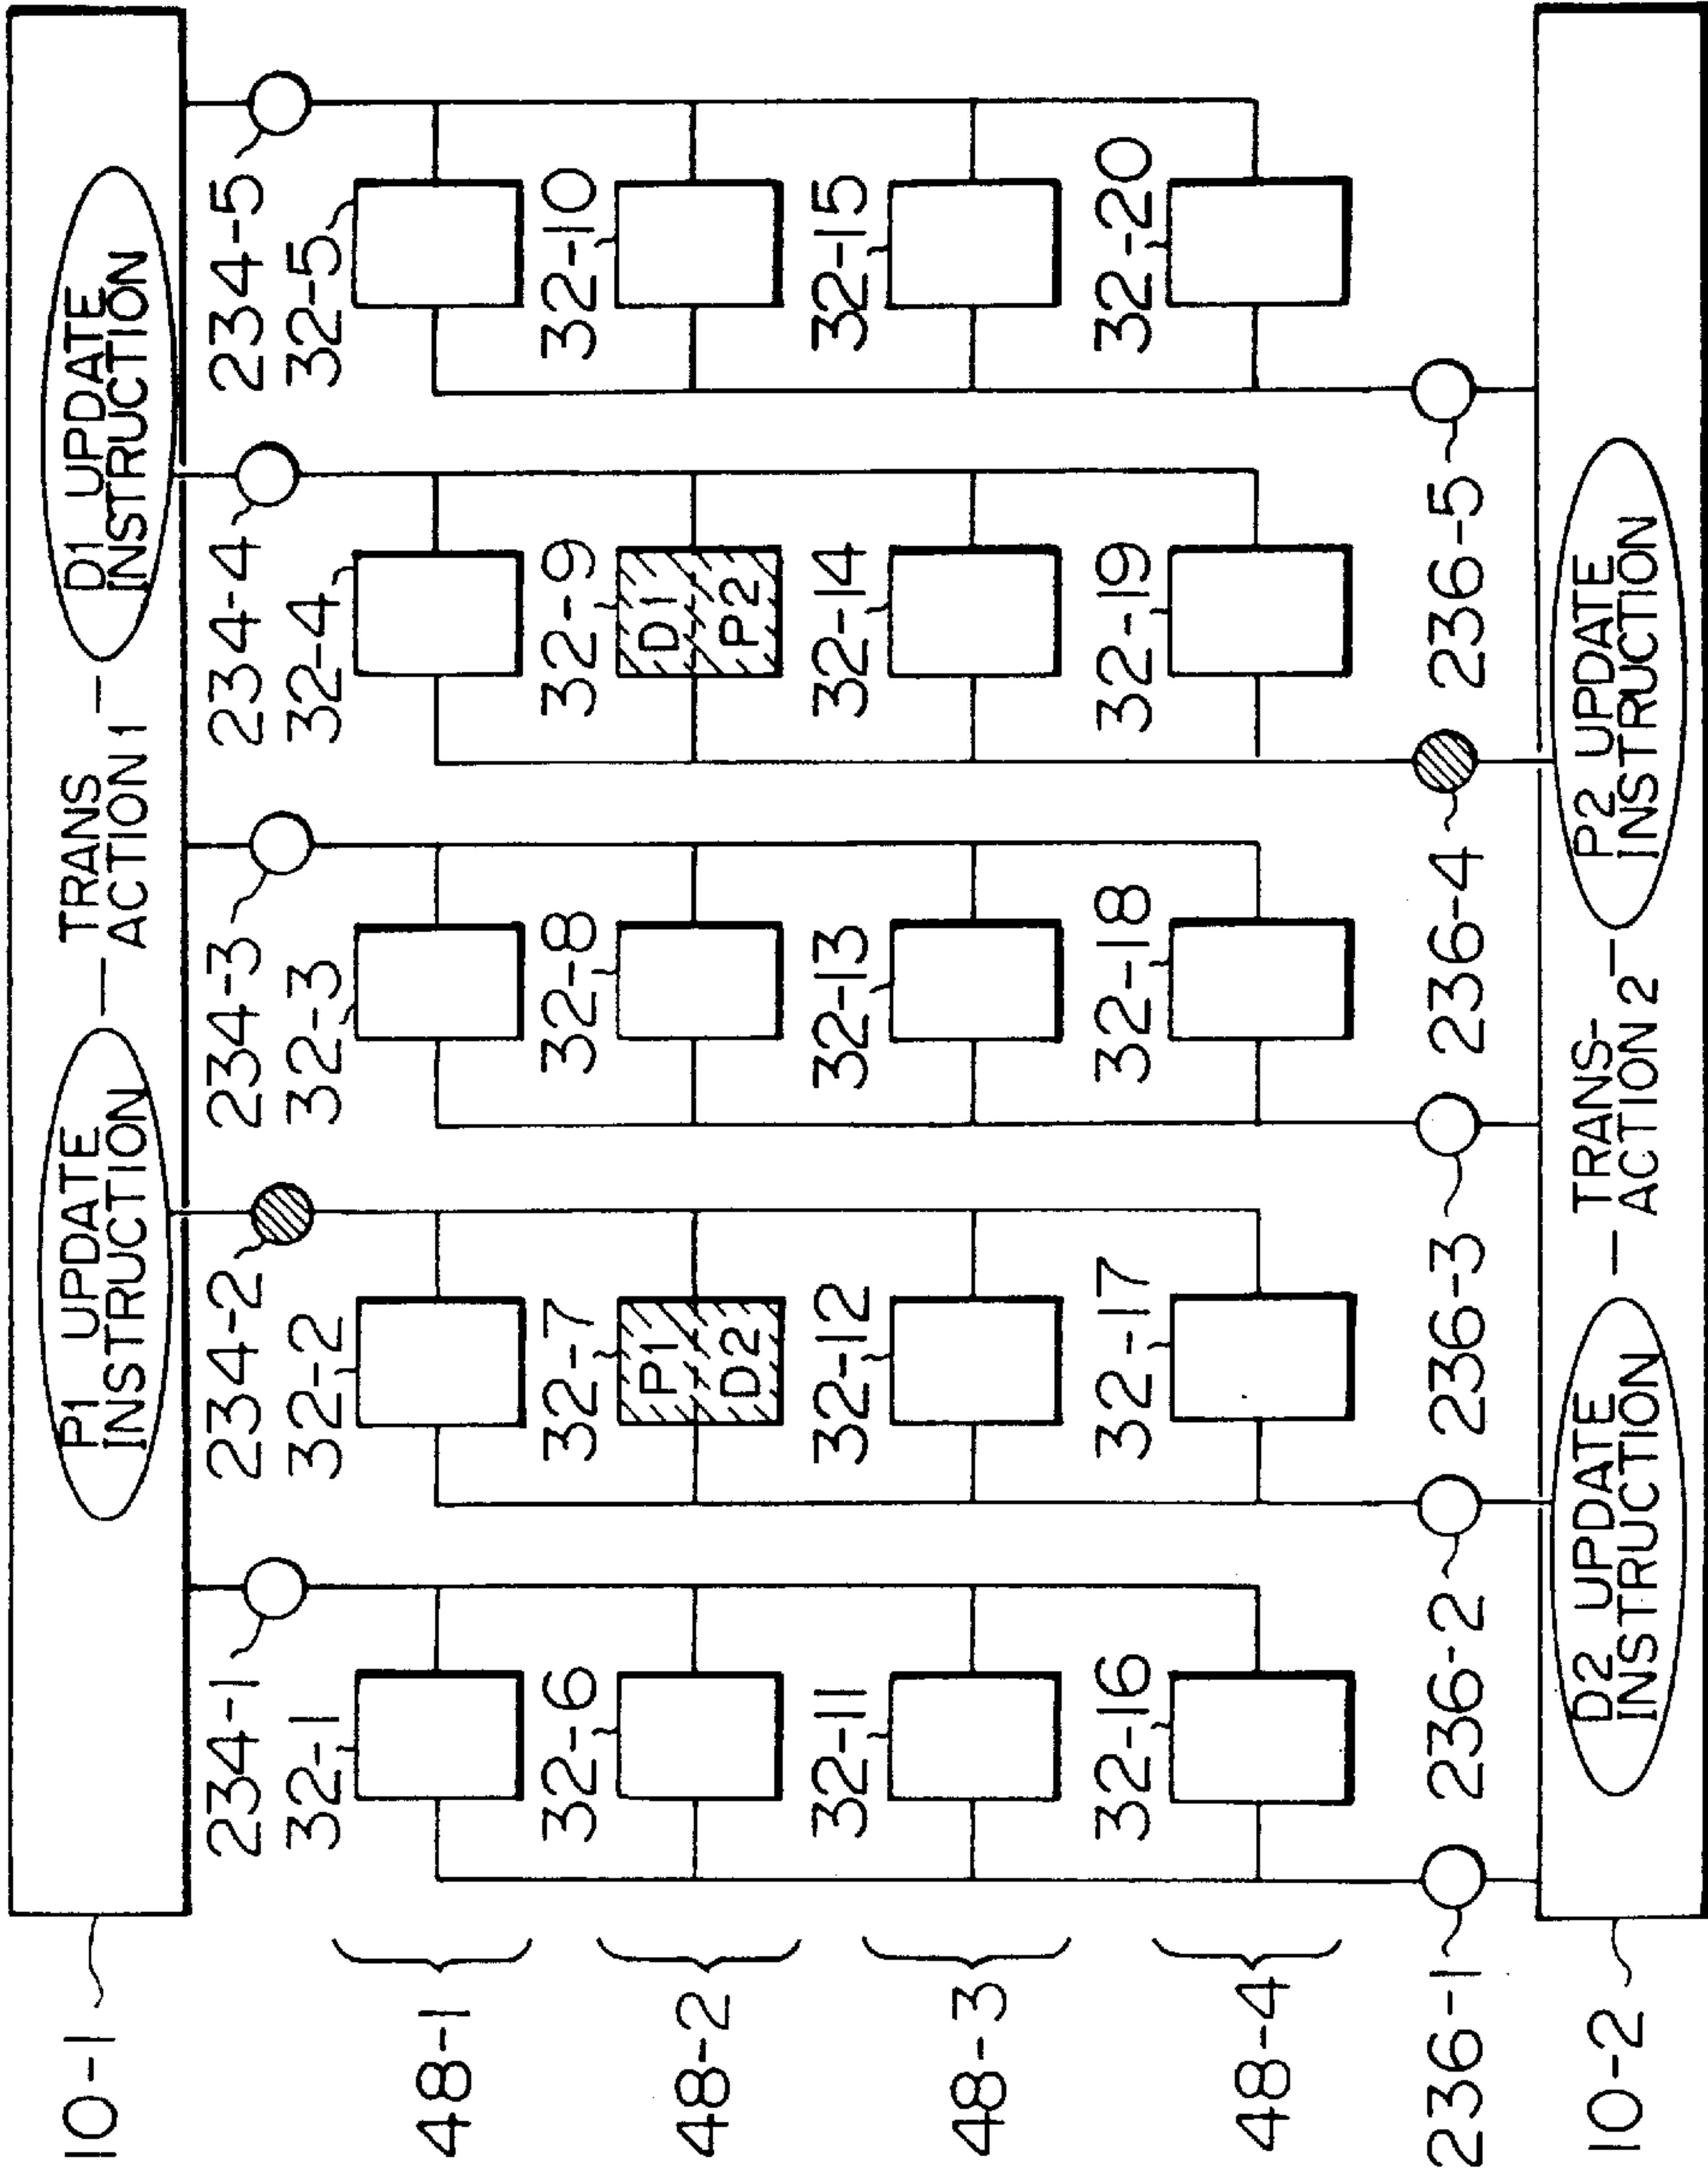 10-1
P1 UPDATE
INSTRUCTION
TRANS
ACTION 1
D1 UPDATE
INSTRUCTION
234-1
234-2
234-3
234-4
234-5
48-1
32-1
32-2
32-3
32-4
32-5
48-2
32-6
32-7
32-8
32-9
32-10
P1
D2
D1
P2
48-3
32-11
32-12
32-13
32-14
32-15
48-4
32-16
32-17
32-18
32-19
32-20
236-1
236-2
236-3
236-4
236-5
10-2
D2 UPDATE
INSTRUCTION
TRANS-
ACTION 2
P2 UPDATE
INSTRUCTION